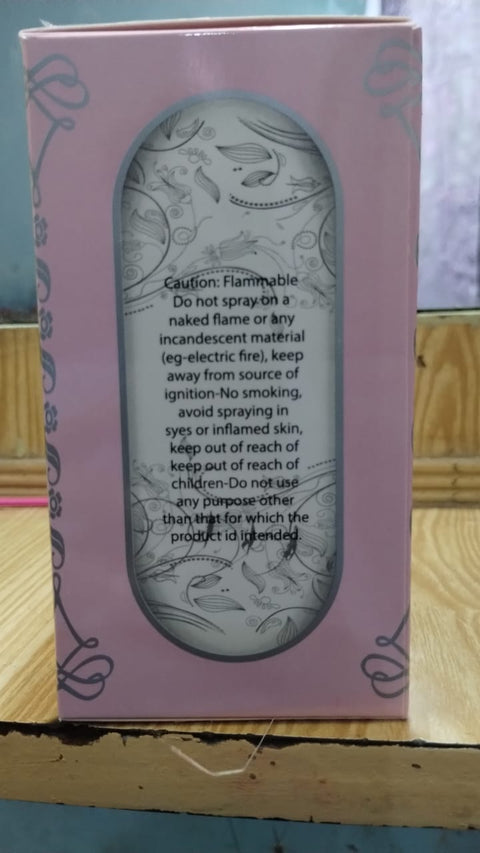 Caution: Flammable
Do not spray on a
naked flame or any
incandescent material
(eg-electric fire), keep
away from source of
ignition-No smoking,
avoid spraying in
syes or inflamed skin,
keep out of reach of
keep out of reach of
children-Do not use
any purpose other
than that for which the
product id intended.